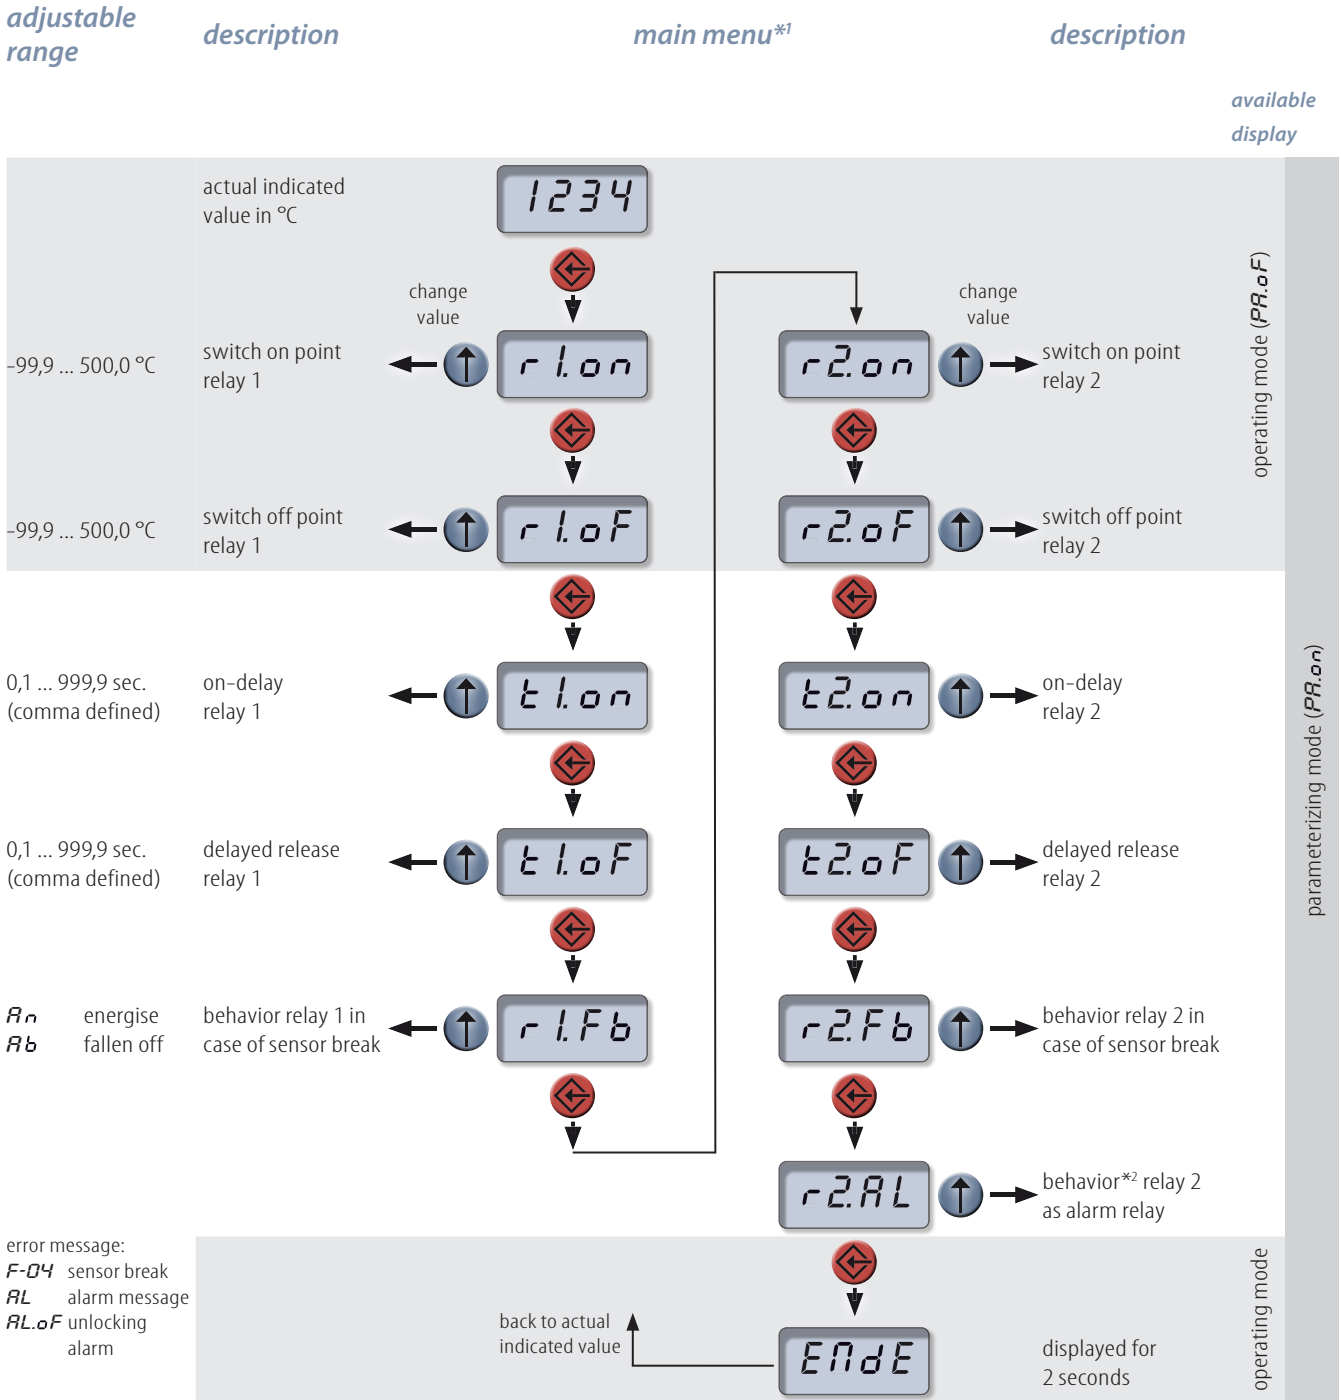 adjustable
range
description
main menu*1
description
available
display
actual indicated
value in °C
1234
change
value
change
value
-99,9 ... 500,0 °C
switch on point
relay 1
r1.on
r2.on
switch on point
relay 2
operating mode (PA.oF)
-99,9 ... 500,0 °C
switch off point
relay 1
r1.oF
r2.oF
switch off point
relay 2
0,1 ... 999,9 sec.
(comma defined)
on-delay
relay 1
t1.on
t2.on
on-delay
relay 2
parameterizing mode (PA.on)
0,1 ... 999,9 sec.
(comma defined)
delayed release
relay 1
t1.oF
t2.oF
delayed release
relay 2
An energise
Ab fallen off
behavior relay 1 in
case of sensor break
r1.Fb
r2.Fb
behavior relay 2 in
case of sensor break
r2.AL
behavior*2 relay 2
as alarm relay
error message:
F-04 sensor break
AL alarm message
AL.oF unlocking
alarm
back to actual
indicated value
EndE
displayed for
2 seconds
operating mode